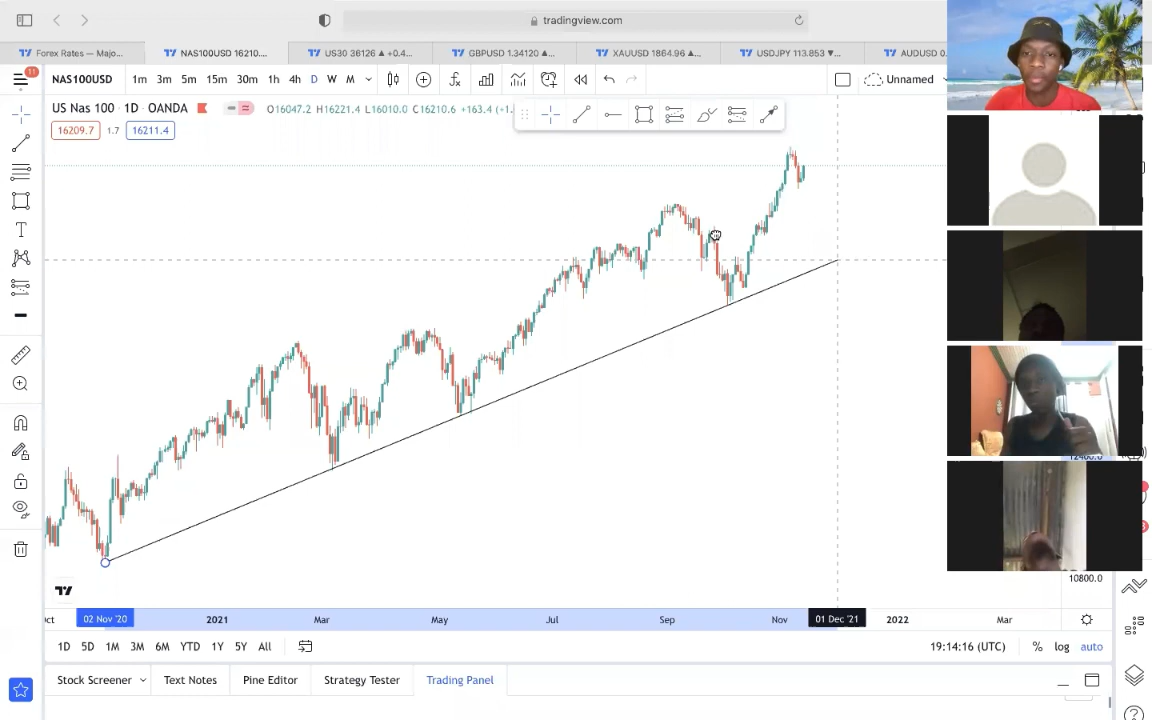 tradingview.com
Forex Rates — Majo...
NAS100USD 16210....
US30 36126 ▲ +0.4...
GBPUSD 1.34120 ▲...
XAUUSD 1864.96 ▲...
USDJPY 113.853 ▼...
AUDUSD 0.
11
NAS100USD
1m 3m 5m 15m 30m 1h 4h D W M
Unnamed
US Nas 100 · 1D · OANDA
O16047.2 H16221.4 L16010.0 C16210.6 +163.4 (+1.
16209.7
1.7
16211.4
T
10800.0
02 Nov '20
2021
Mar
May
Jul
Sep
Nov
01 Dec '21
2022
Mar
1D 5D 1M 3M 6M YTD 1Y 5Y All
19:14:16 (UTC)
% log auto
Stock Screener
Text Notes
Pine Editor
Strategy Tester
Trading Panel